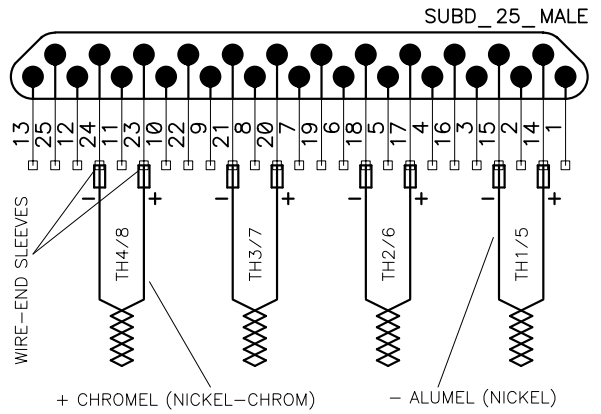 SUBD_25_MALE
13 25 12 24 11 23 10 22 9 21 8 20 7 19 6 18 5 17 4 16 3 15 2 14 1
- + - + - + - +
WIRE-END SLEEVES
TH4/8 TH3/7 TH2/6 TH1/5
+ CHROMEL (NICKEL-CHROM) - ALUMEL (NICKEL)